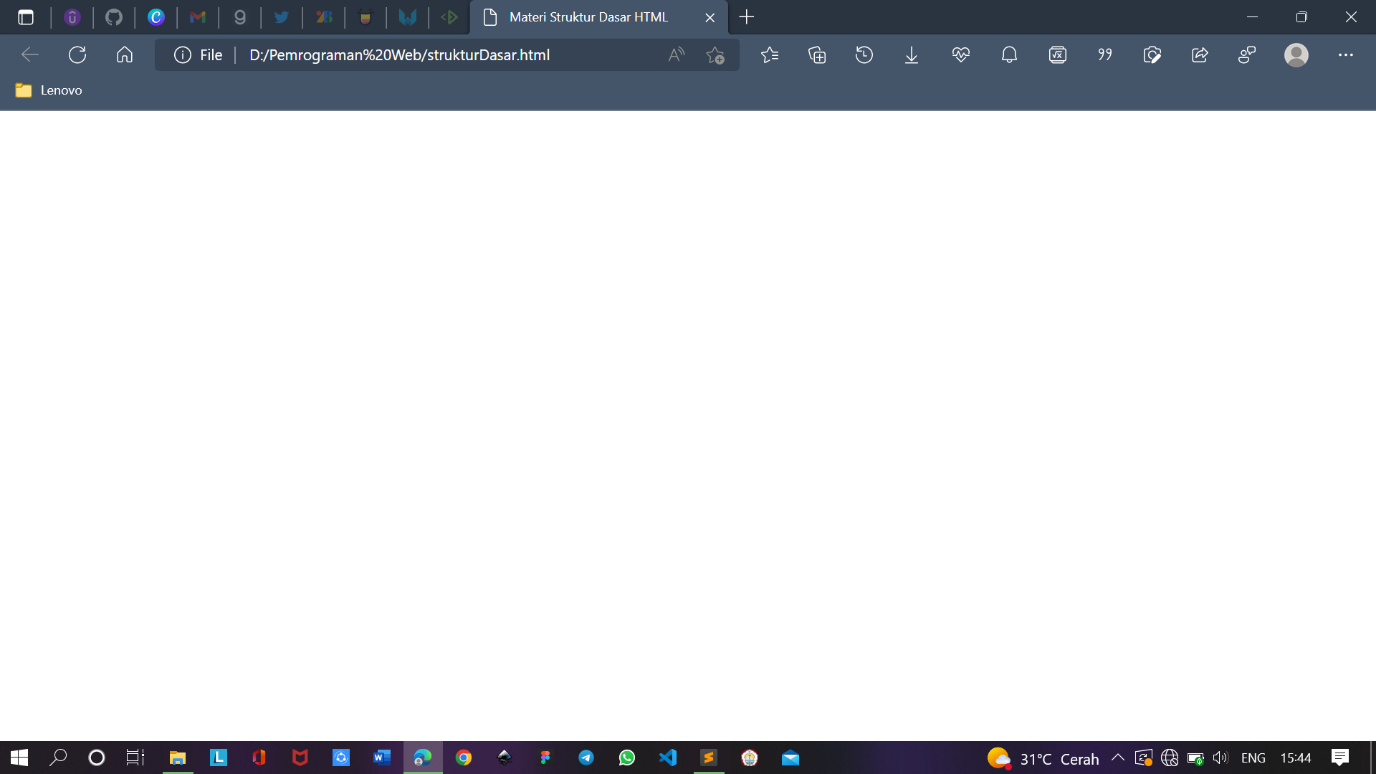 Materi Struktur Dasar HTML
File
D:/Pemrograman%20Web/strukturDasar.html
Lenovo
31°C Cerah
ENG
15:44